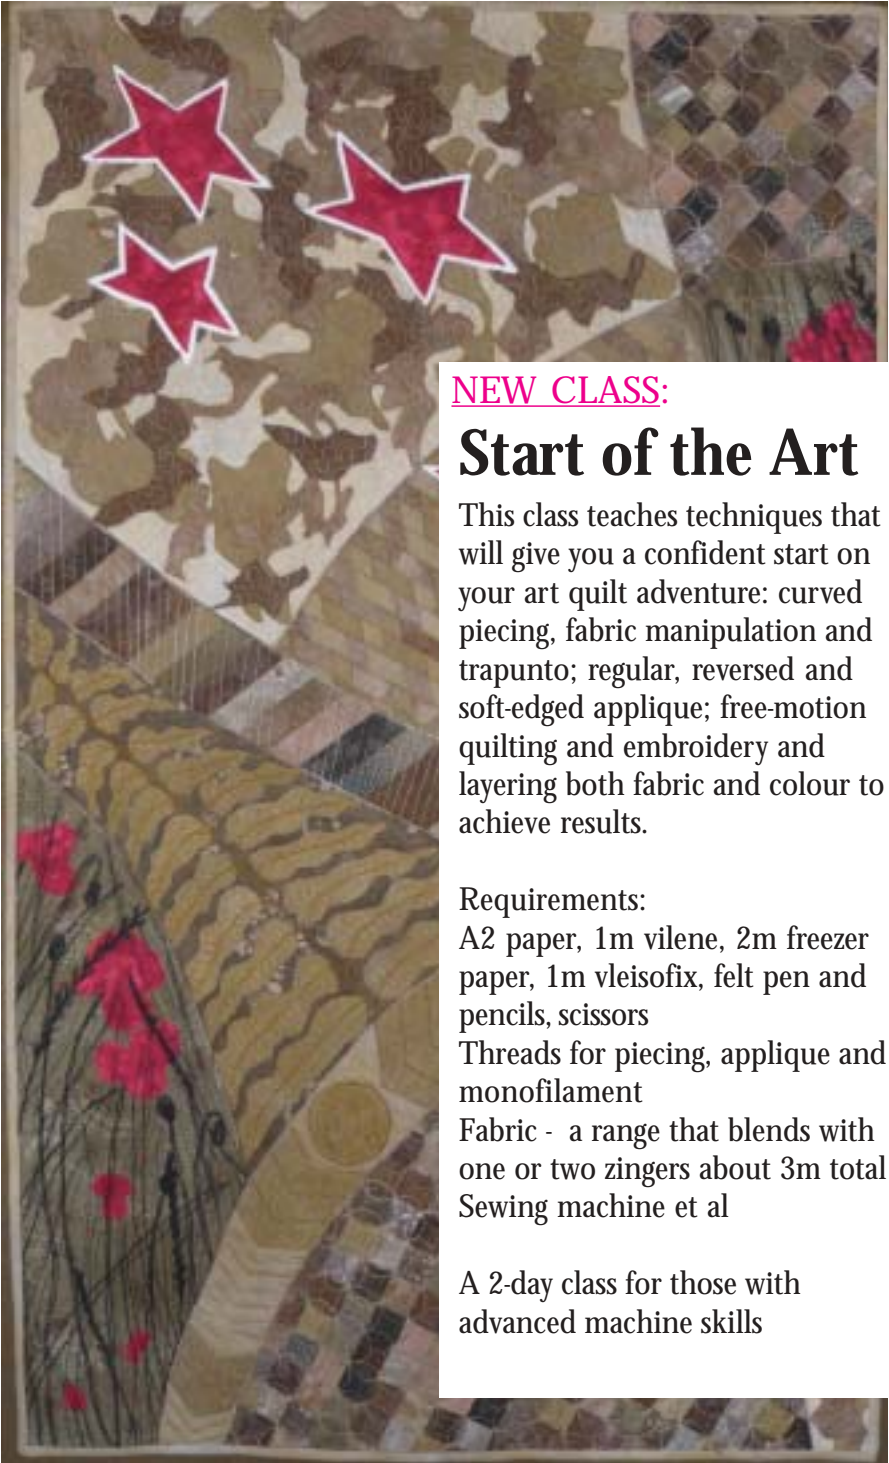 NEW CLASS:
Start of the Art
This class teaches techniques that
will give you a confident start on
your art quilt adventure: curved
piecing, fabric manipulation and
trapunto; regular, reversed and
soft-edged applique; free-motion
quilting and embroidery and
layering both fabric and colour to
achieve results.
Requirements:
A2 paper, 1m vilene, 2m freezer
paper, 1m vleisofix, felt pen and
pencils, scissors
Threads for piecing, applique and
monofilament
Fabric - a range that blends with
one or two zingers about 3m total
Sewing machine et al
A 2-day class for those with
advanced machine skills